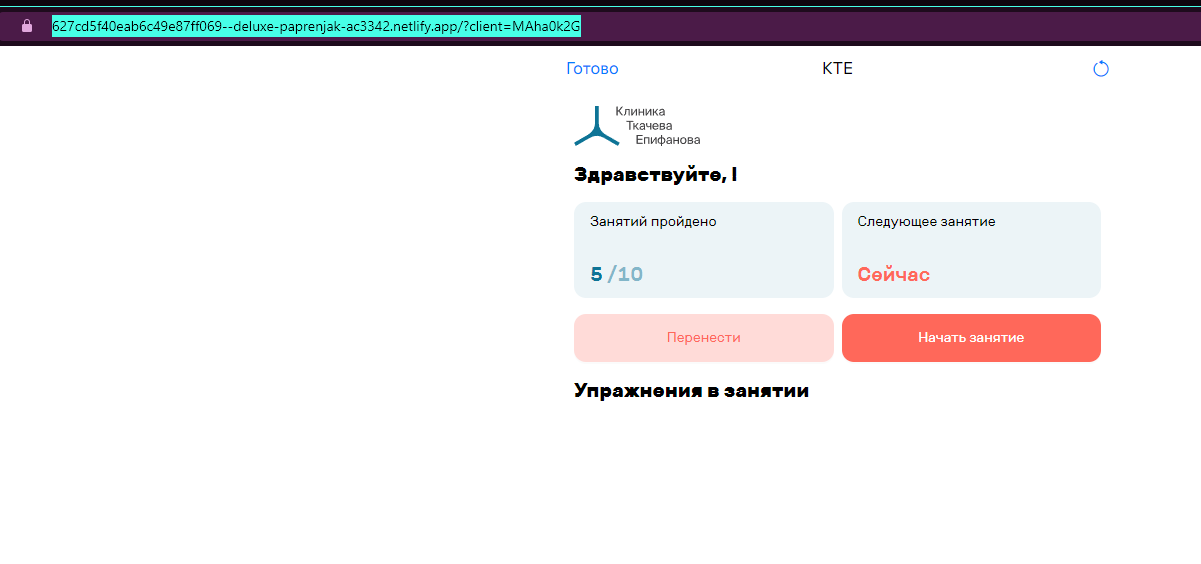 627cd5f40eab6c49e87ff069--deluxe-paprenjak-ac3342.netlify.app/?client=MAha0k2G
Готово КТЕ
Клиника
Ткачева
Епифанова
Здравствуйте, I
Занятий пройдено
5 /10
Следующее занятие
Сейчас
Перенести
Начать занятие
Упражнения в занятии